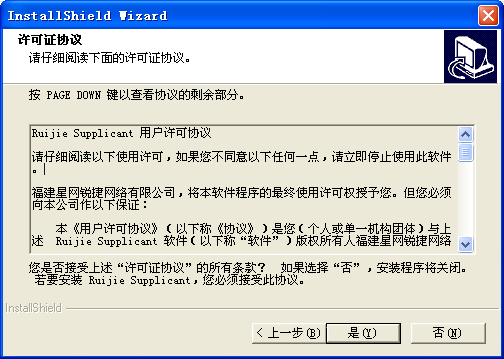 InstallShield Wizard
许可证协议
请仔细阅读下面的许可证协议。
按 PAGE DOWN 键以查看协议的剩余部分。
Ruijie Supplicant 用户许可协议
请仔细阅读以下使用许可，如果您不同意以下任何一点，请立即停止使用此软件
。
福建星网锐捷网络有限公司，将本软件程序的最终使用许可权授予您。但您必须
向本公司作以下保证：
本《用户许可协议》（以下称《协议》）是您（个人或单一机构团体）与上
述 Ruijie Supplicant 软件（以下称“软件”）版权所有人福建星网锐捷网络
您是否接受上述“许可证协议”的所有条款？ 如果选择“否”，安装程序将关闭。
若要安装 Ruijie Supplicant，您必须接受此协议。
InstallShield
< 上一步(B) 是(Y) 否(N)